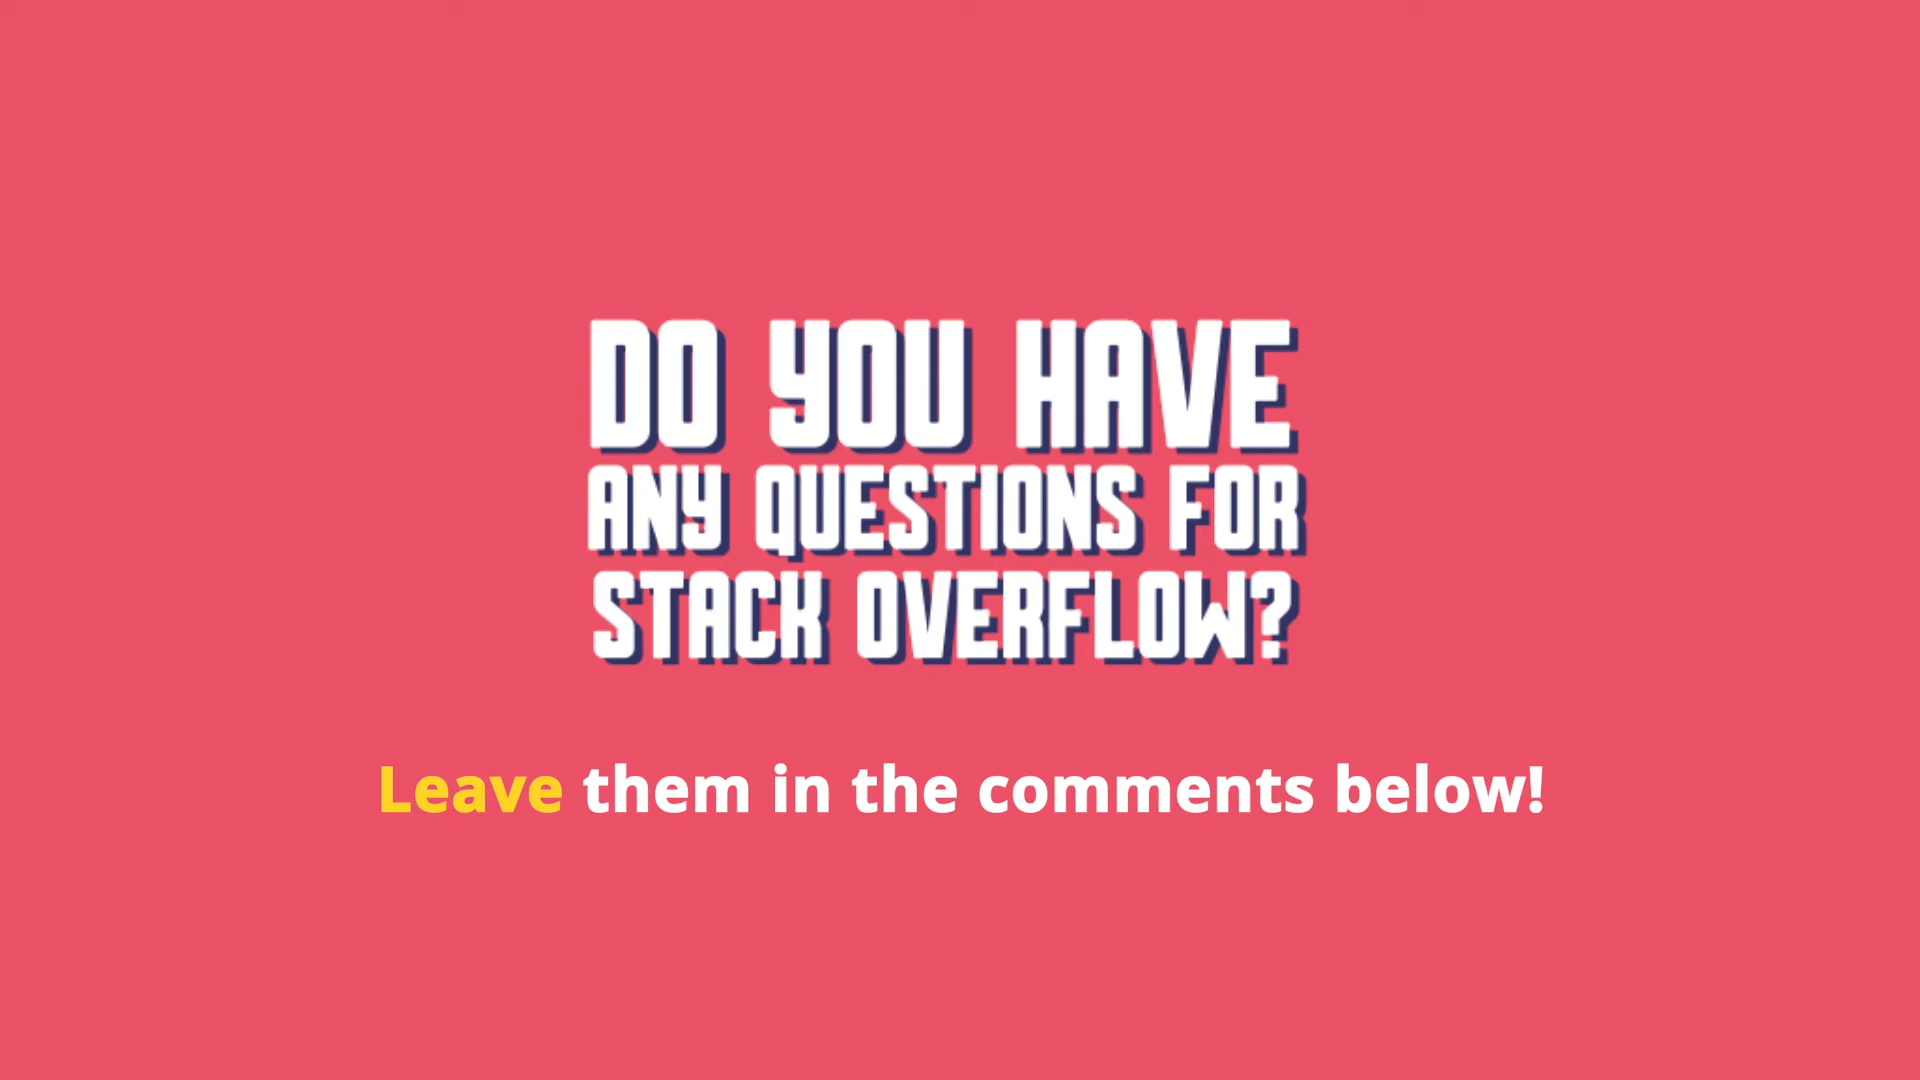 DO YOU HAVE
ANY QUESTIONS FOR
STACK OVERFLOW?
Leave them in the comments below!